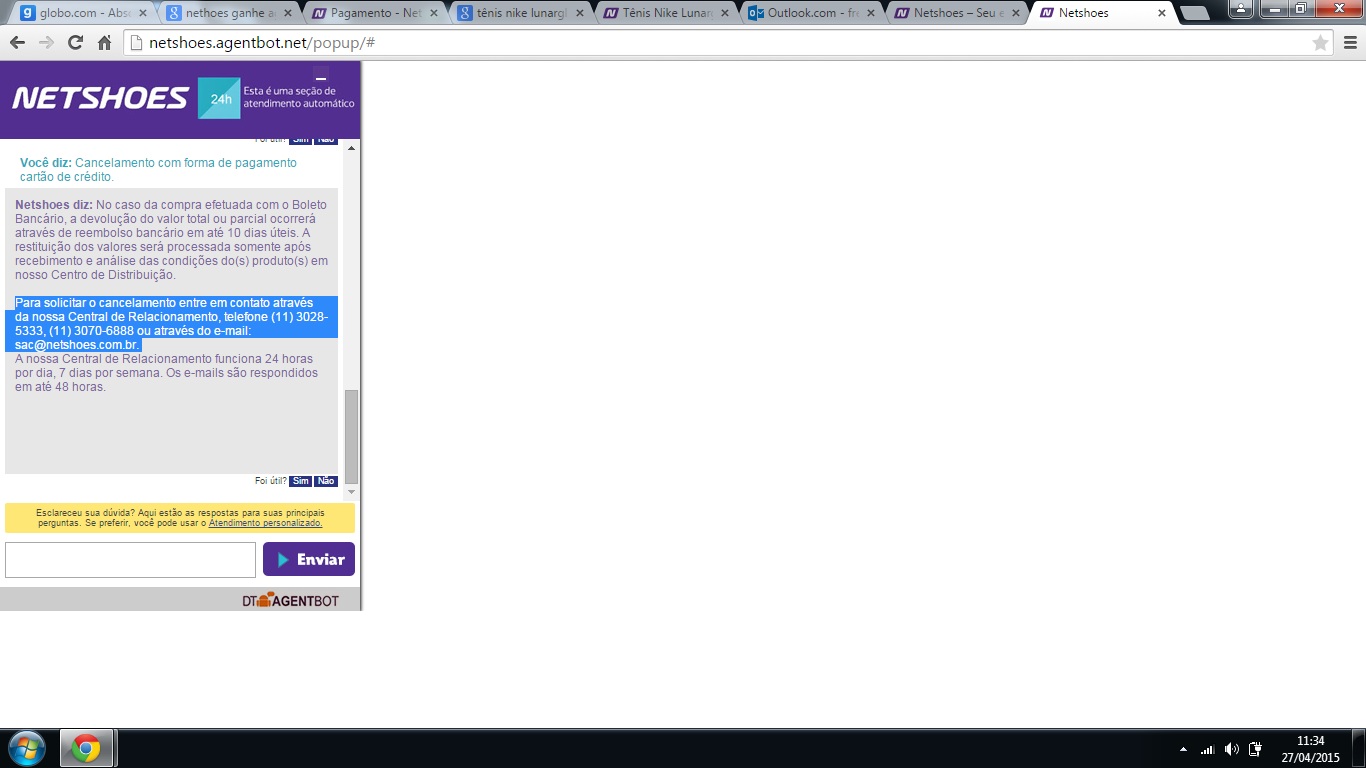 globo.com - Abs
nethoes ganhe a
Pagamento - Net
tênis nike lunargl
Tênis Nike Lunar
Outlook.com - fre
Netshoes – Seu e
Netshoes
netshoes.agentbot.net/popup/#
NETSHOES
24h
Esta é uma seção de
atendimento automático
Foi útil? Sim Não
Você diz: Cancelamento com forma de pagamento
cartão de crédito.
Netshoes diz: No caso da compra efetuada com o Boleto
Bancário, a devolução do valor total ou parcial ocorrerá
através de reembolso bancário em até 10 dias úteis. A
restituição dos valores será processada somente após
recebimento e análise das condições do(s) produto(s) em
nosso Centro de Distribuição.
Para solicitar o cancelamento entre em contato através
da nossa Central de Relacionamento, telefone (11) 3028-
5333, (11) 3070-6888 ou através do e-mail:
sac@netshoes.com.br.
A nossa Central de Relacionamento funciona 24 horas
por dia, 7 dias por semana. Os e-mails são respondidos
em até 48 horas.
Foi útil? Sim Não
Esclareceu sua dúvida? Aqui estão as respostas para suas principais
perguntas. Se preferir, você pode usar o Atendimento personalizado.
Enviar
DT AGENTBOT
11:34
27/04/2015